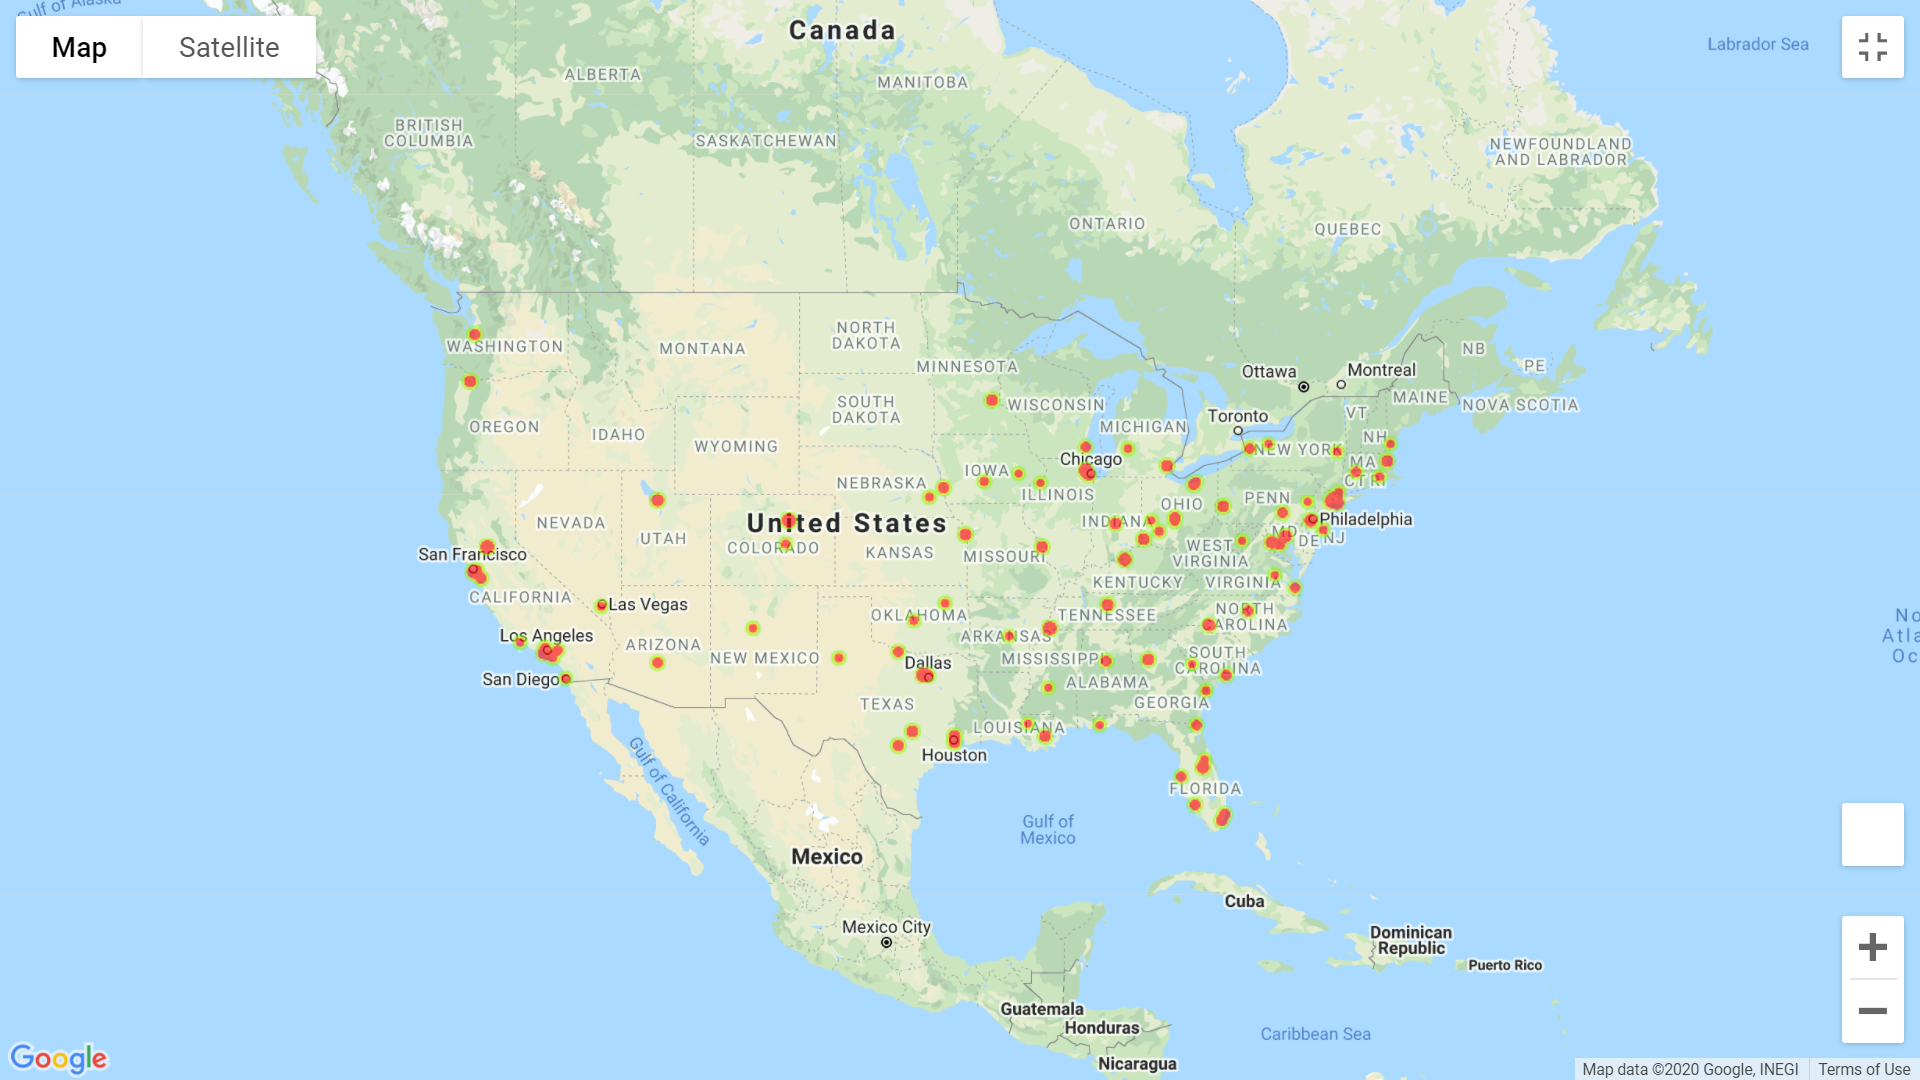 Gulf of Alaska
Map
Satellite
Canada
Labrador Sea
ALBERTA
MANITOBA
BRITISH
COLUMBIA
SASKATCHEWAN
NEWFOUNDLAND
AND LABRADOR
ONTARIO
QUEBEC
WASHINGTON
MONTANA
NORTH
DAKOTA
MINNESOTA
Ottawa
Montreal
NB
PE
OREGON
IDAHO
SOUTH
DAKOTA
WISCONSIN
MICHIGAN
Toronto
VT
MAINE
NOVA SCOTIA
WYOMING
NH
NEW YORK
Chicago
MA
IOWA
NEBRASKA
ILLINOIS
CT RI
PENN
OHIO
NEVADA
United States
INDIANA
Philadelphia
UTAH
COLORADO
KANSAS
MISSOURI
WEST
VIRGINIA
MD
DE
NJ
San Francisco
KENTUCKY
VIRGINIA
CALIFORNIA
Las Vegas
OKLAHOMA
TENNESSEE
NORTH
CAROLINA
Los Angeles
ARIZONA
NEW MEXICO
ARKANSAS
Dallas
MISSISSIPPI
SOUTH
CAROLINA
San Diego
ALABAMA
TEXAS
GEORGIA
LOUISIANA
Houston
FLORIDA
Gulf of California
Gulf of
Mexico
Mexico
Cuba
Mexico City
Dominican
Republic
Puerto Rico
Guatemala
Honduras
Caribbean Sea
Nicaragua
No
Atla
Oc
Google
Map data ©2020 Google, INEGI
Terms of Use